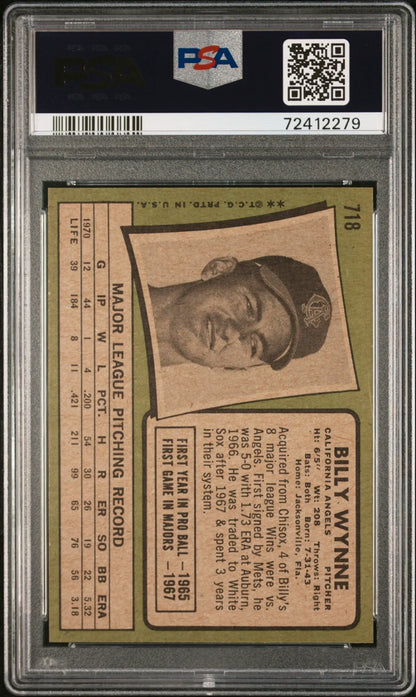 PSA
PSA
72412279
718
**©T.C.G. PRTD. IN U.S.A.
BILLY WYNNE
CALIFORNIA ANGELS PITCHER
Ht: 6'5" Wt: 208 Throws: Right
Bats: Both Born: 7-31-43
Home: Jacksonville, Fla.
Acquired from Chisox, 4 of Billy's
8 major league Wins were vs.
Angels. First signed by Mets, he
was 5-0 with 1.73 ERA at Auburn,
1966. He was traded to White
Sox after 1967 & spent 3 years
in their system.
FIRST YEAR IN PRO BALL — 1965
FIRST GAME IN MAJORS — 1967
MAJOR LEAGUE PITCHING RECORD
G IP W L PCT. H R ER SO BB ERA
1970 12 44 1 4 .200 54 30 26 19 22 5.32
LIFE 39 184 8 11 .421 211 99 65 76 56 3.18